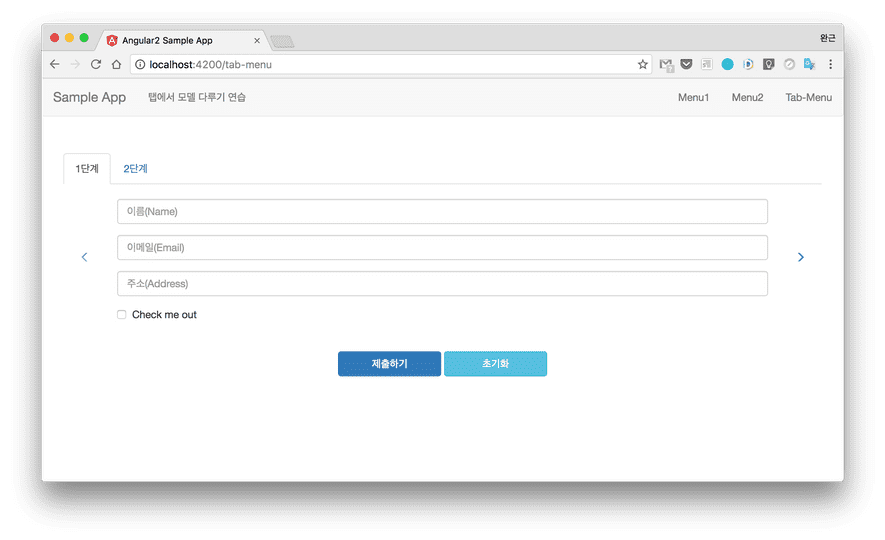 Angular2 Sample App
완근
localhost:4200/tab-menu
Sample App 탭에서 모델 다루기 연습 Menu1 Menu2 Tab-Menu
1단계 2단계
이름(Name)
이메일(Email)
주소(Address)
Check me out
제출하기 초기화